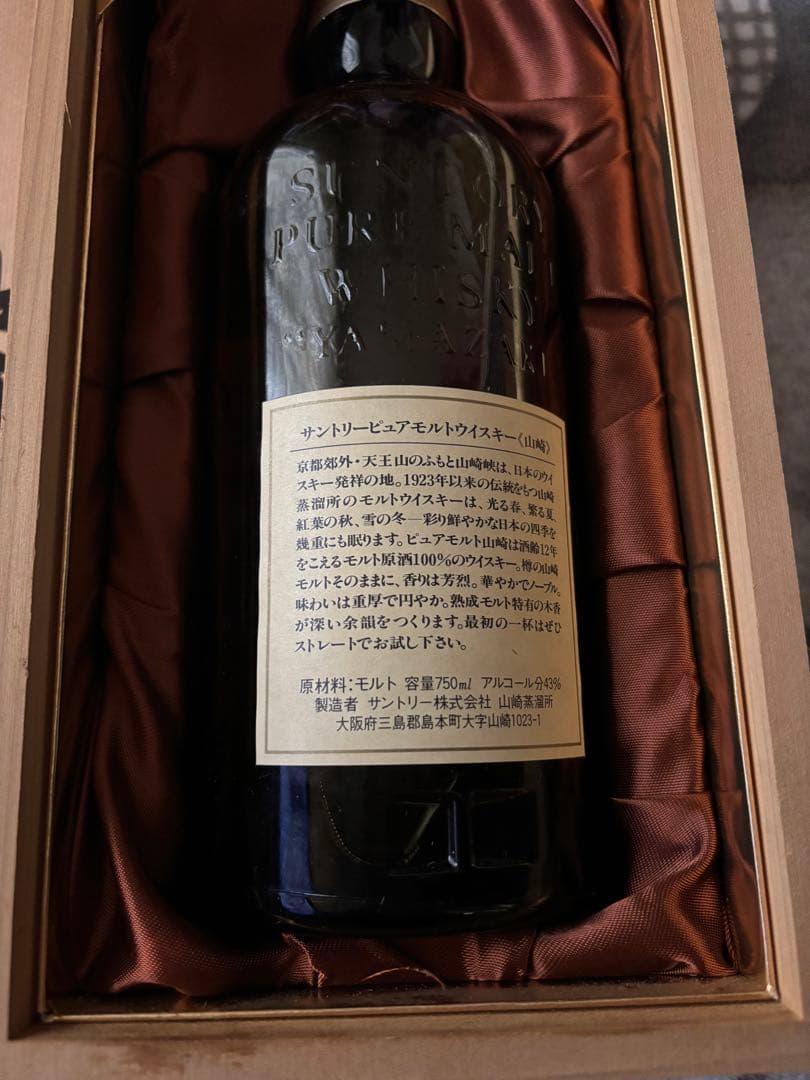 SUNTORY
PURE MALT
WHISKY
"YAMAZAKI
サントリーピュアモルトウイスキー《山崎》
京都郊外・天王山のふもと山崎峡は、日本のウイ
スキー発祥の地。1923年以来の伝統をもつ山崎
蒸溜所のモルトウイスキーは、光る春、繁る夏、
紅葉の秋、雪の冬―彩り鮮やかな日本の四季を
幾重にも眠ります。ピュアモルト山崎は酒齢12年
をこえるモルト原酒100%のウイスキー。樽の山崎
モルトそのままに、香りは芳烈。華やかでノーブル。
味わいは重厚で円やか。熟成モルト特有の木香
が深い余韻をつくります。最初の一杯はぜひ
ストレートでお試し下さい。
原材料：モルト 容量750ml アルコール分43%
製造者 サントリー株式会社 山崎蒸溜所
大阪府三島郡島本町大字山崎1023-1